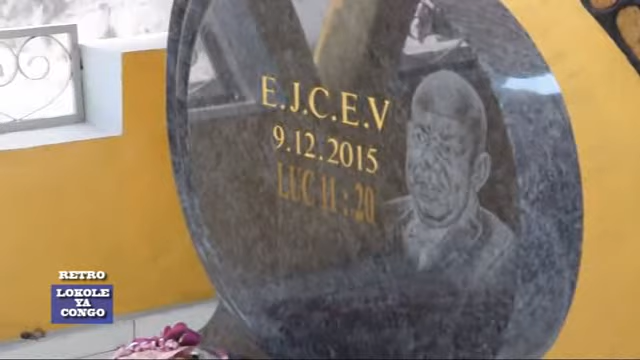 E.J.C.E.V
9.12.2015
LUC 11 : 20
RETRO
LOKOLE
YA
CONGO